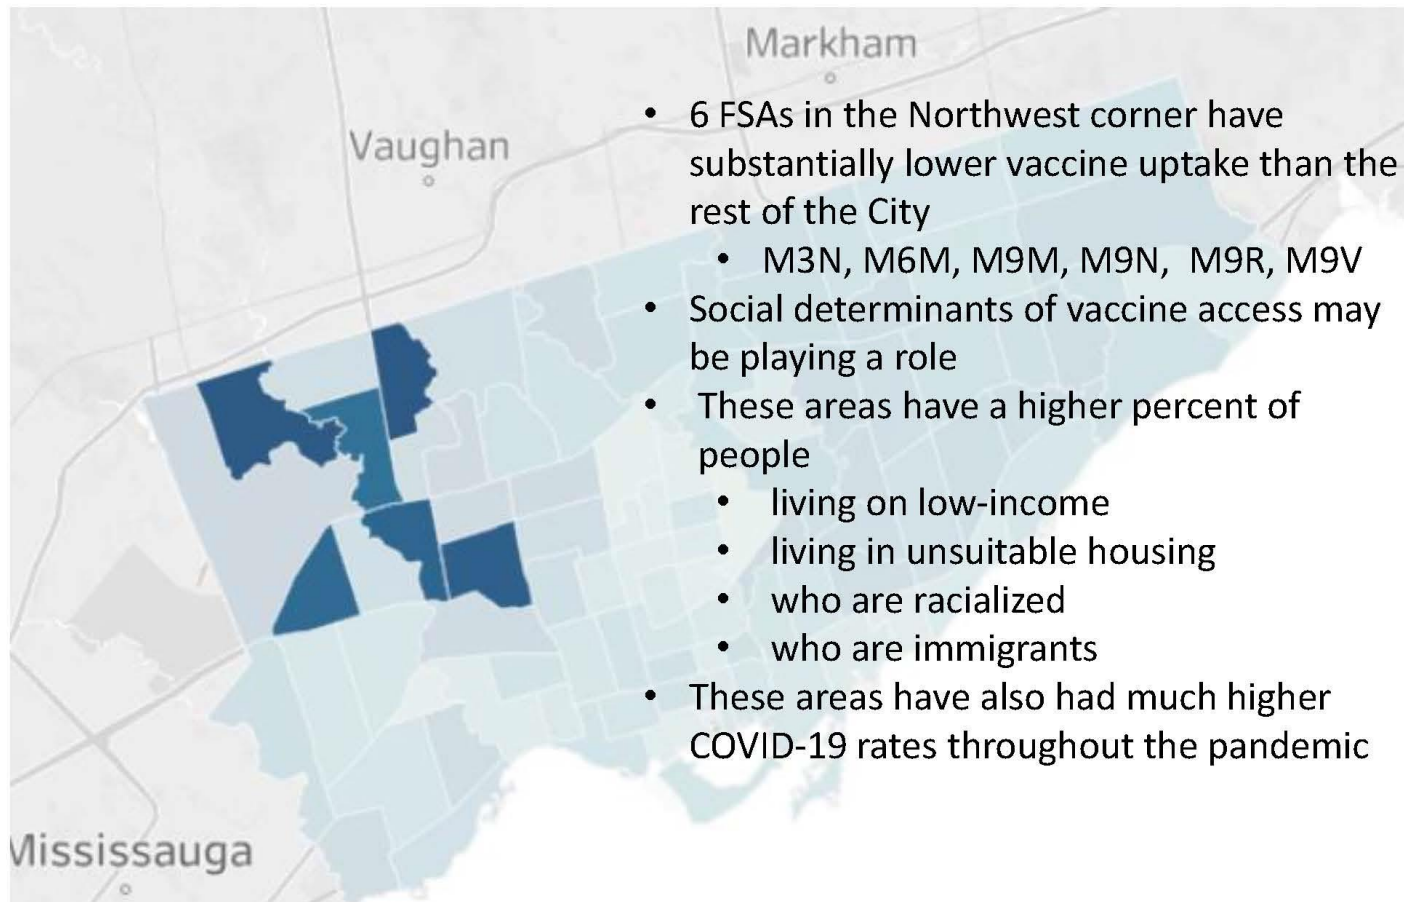 Markham
Vaughan
• 6 FSAs in the Northwest corner have
substantially lower vaccine uptake than the
rest of the City
• M3N, M6M, M9M, M9N, M9R, M9V
• Social determinants of vaccine access may
be playing a role
• These areas have a higher percent of
people
• living on low-income
• living in unsuitable housing
• who are racialized
• who are immigrants
• These areas have also had much higher
COVID-19 rates throughout the pandemic
Mississauga